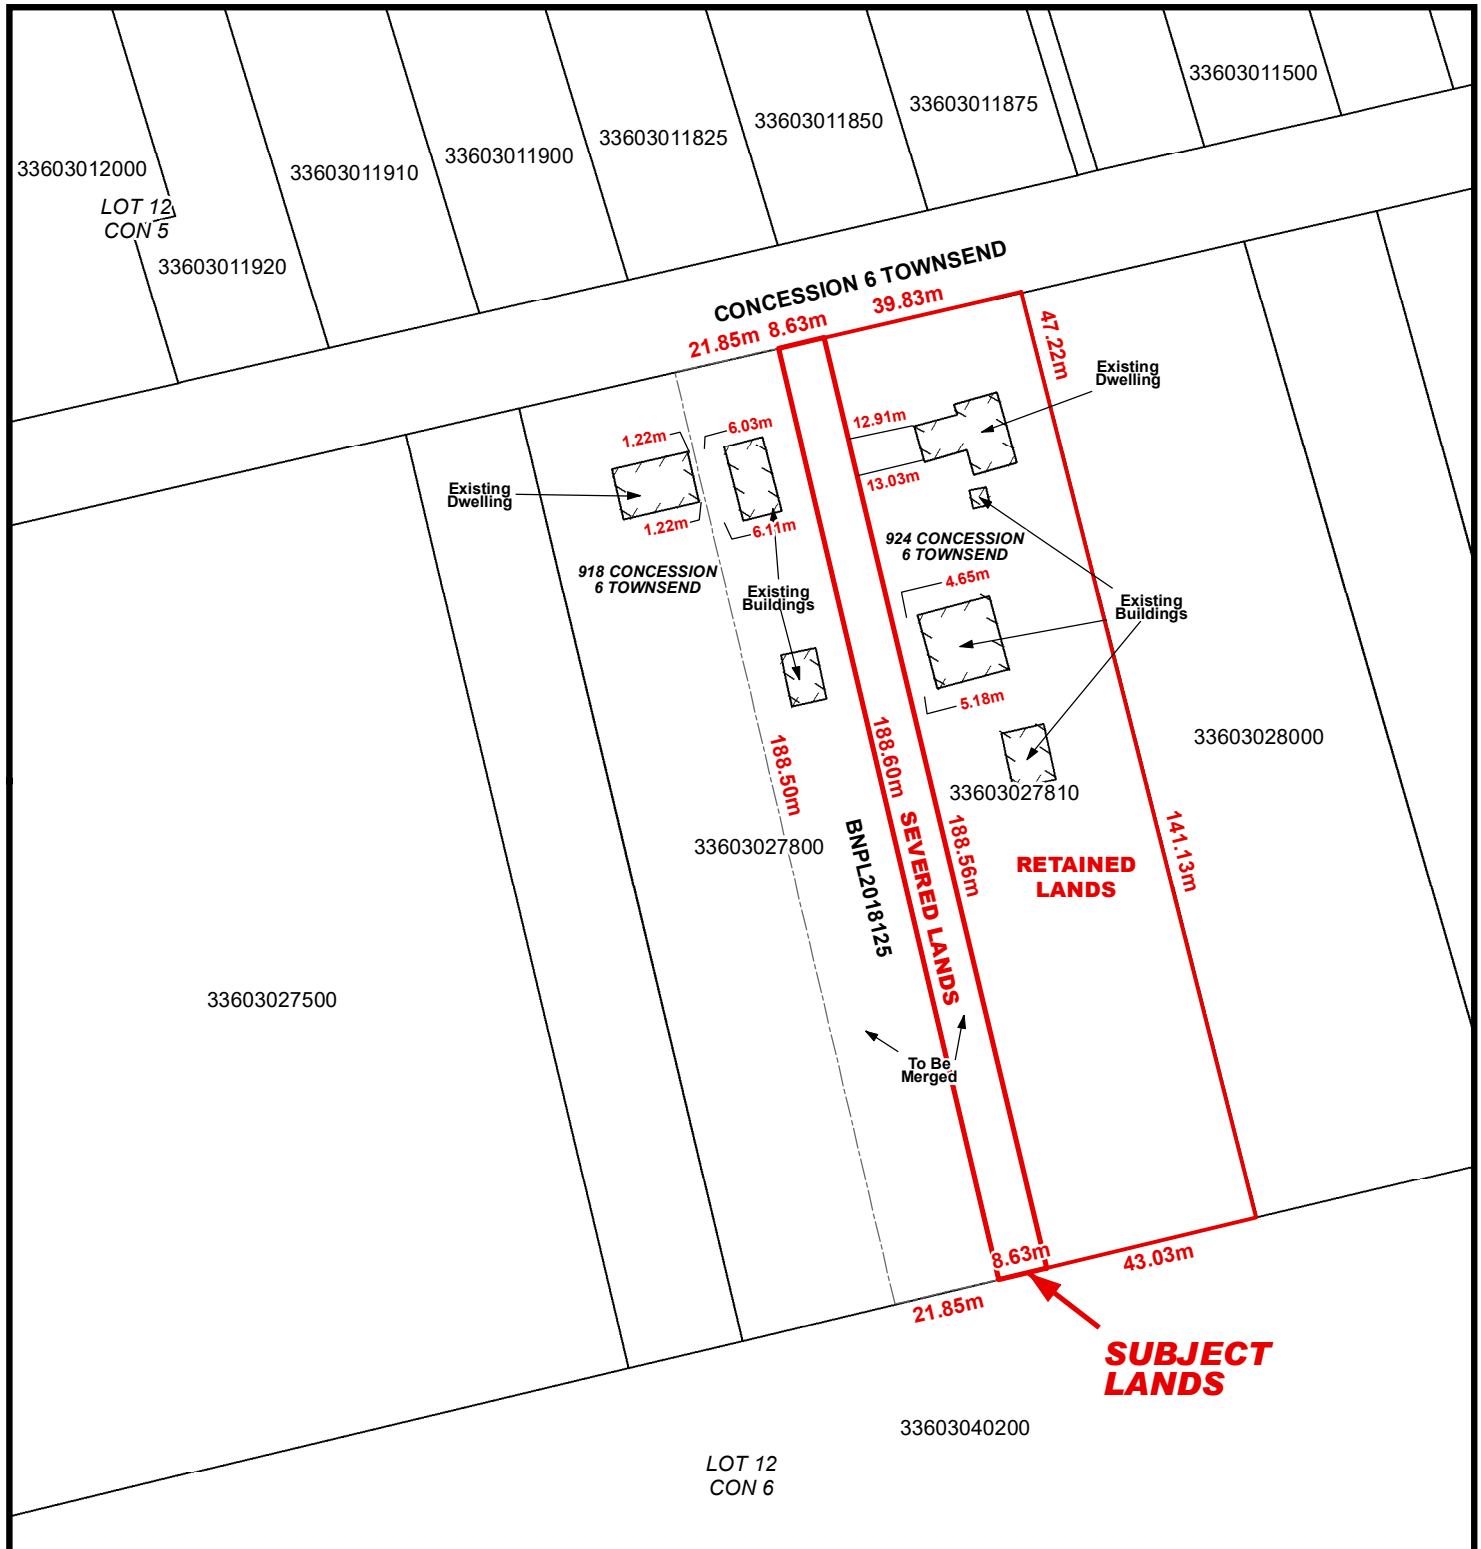 33603011500
33603011875
33603011850
33603011825
33603011900
33603012000
33603011910
LOT 12
CON 5
33603011920
CONCESSION 6 TOWNSEND
21.85m
8.63m
39.83m
47.22m
Existing
Dwelling
12.91m
6.03m
1.22m
13.03m
Existing
Dwelling
1.22m
6.11m
924 CONCESSION
6 TOWNSEND
918 CONCESSION
6 TOWNSEND
4.65m
Existing
Buildings
Existing
Buildings
5.18m
188.50m
188.60m
33603028000
33603027810
33603027800
BNPL2018125
SEVERED LANDS
188.56m
141.13m
RETAINED
LANDS
33603027500
To Be
Merged
8.63m
43.03m
21.85m
SUBJECT
LANDS
33603040200
LOT 12
CON 6